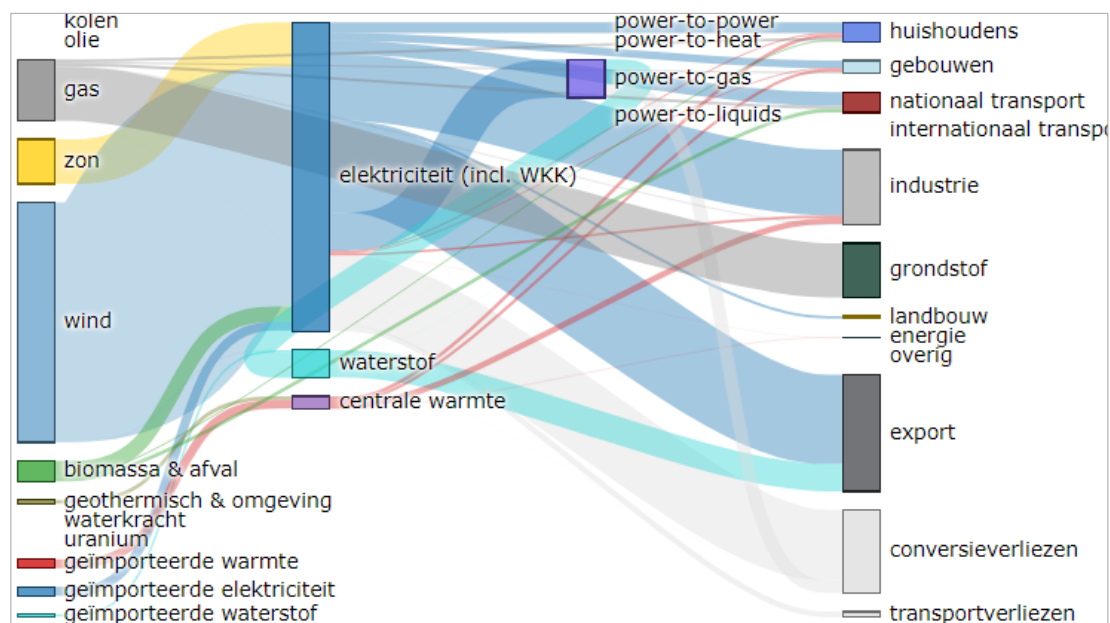 kolen
olie
gas
zon
wind
biomassa & afval
geothermisch & omgeving
waterkracht
uranium
geïmporteerde warmte
geïmporteerde elektriciteit
geïmporteerde waterstof
elektriciteit (incl. WKK)
waterstof
centrale warmte
power-to-power
power-to-heat
power-to-gas
power-to-liquids
huishoudens
gebouwen
nationaal transport
internationaal transpo
industrie
grondstof
landbouw
energie
overig
export
conversieverliezen
transportverliezen